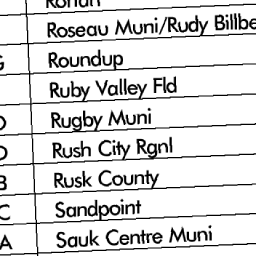 Roseau Muni/Rudy Billbe
G Roundup
Ruby Valley Fld
O Rugby Muni
O Rush City Rgnl
B Rusk County
C Sandpoint
A Sauk Centre Muni